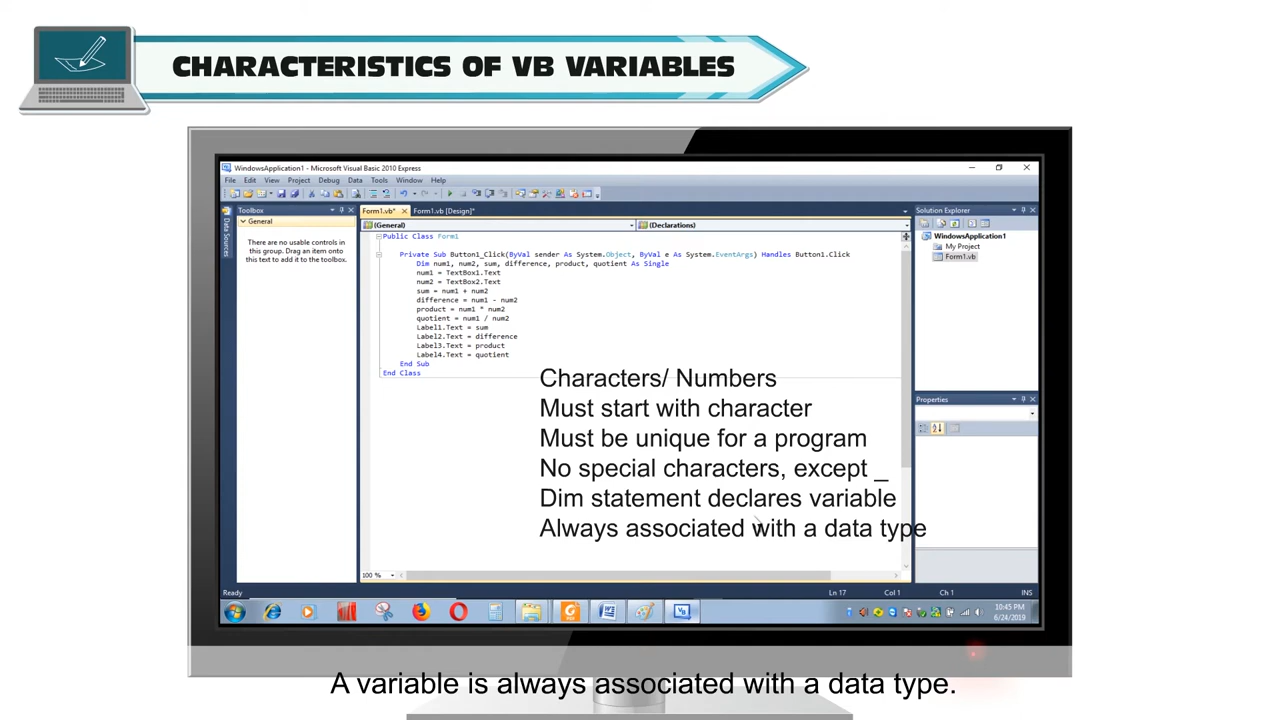 CHARACTERISTICS OF VB VARIABLES
WindowsApplication1 - Microsoft Visual Basic 2010 Express
File Edit View Project Debug Data Tools Window Help
Toolbox
General
There are no usable controls in
this group. Drag an item onto
this text to add it to the toolbox.
Data Sources
Form1.vb* Form1.vb [Design]*
(General) (Declarations)
Public Class Form1
Private Sub Button1_Click(ByVal sender As System.Object, ByVal e As System.EventArgs) Handles Button1.Click
Dim num1, num2, sum, difference, product, quotient As Single
num1 = TextBox1.Text
num2 = TextBox2.Text
sum = num1 + num2
difference = num1 - num2
product = num1 * num2
quotient = num1 / num2
Label1.Text = sum
Label2.Text = difference
Label3.Text = product
Label4.Text = quotient
End Sub
End Class
Characters/ Numbers
Must start with character
Must be unique for a program
No special characters, except _
Dim statement declares variable
Always associated with a data type
100 %
Solution Explorer
WindowsApplication1
My Project
Form1.vb
Properties
Ready Ln 17 Col 1 Ch 1 INS
10:45 PM
6/24/2019
A variable is always associated with a data type.